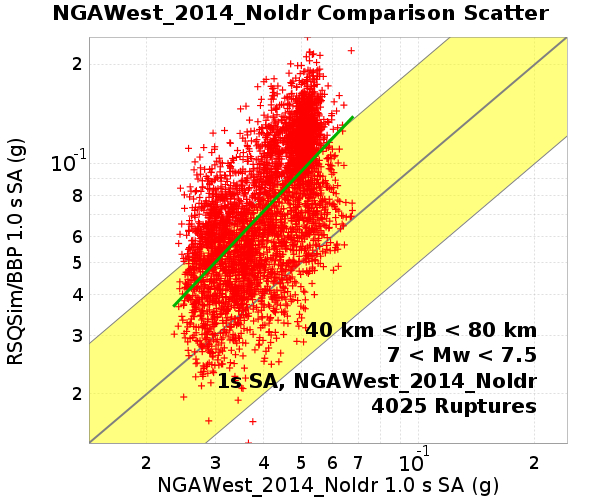 NGAWest_2014_NoIdr Comparison Scatter
RSQSim/BBP 1.0 s SA (g)
2
10-1
8
6
5
4
3
2
40 km < rJB < 80 km
7 < Mw < 7.5
1s SA, NGAWest_2014_NoIdr
4025 Ruptures
2 3 4 5 6 7 10-1 2
NGAWest_2014_NoIdr 1.0 s SA (g)